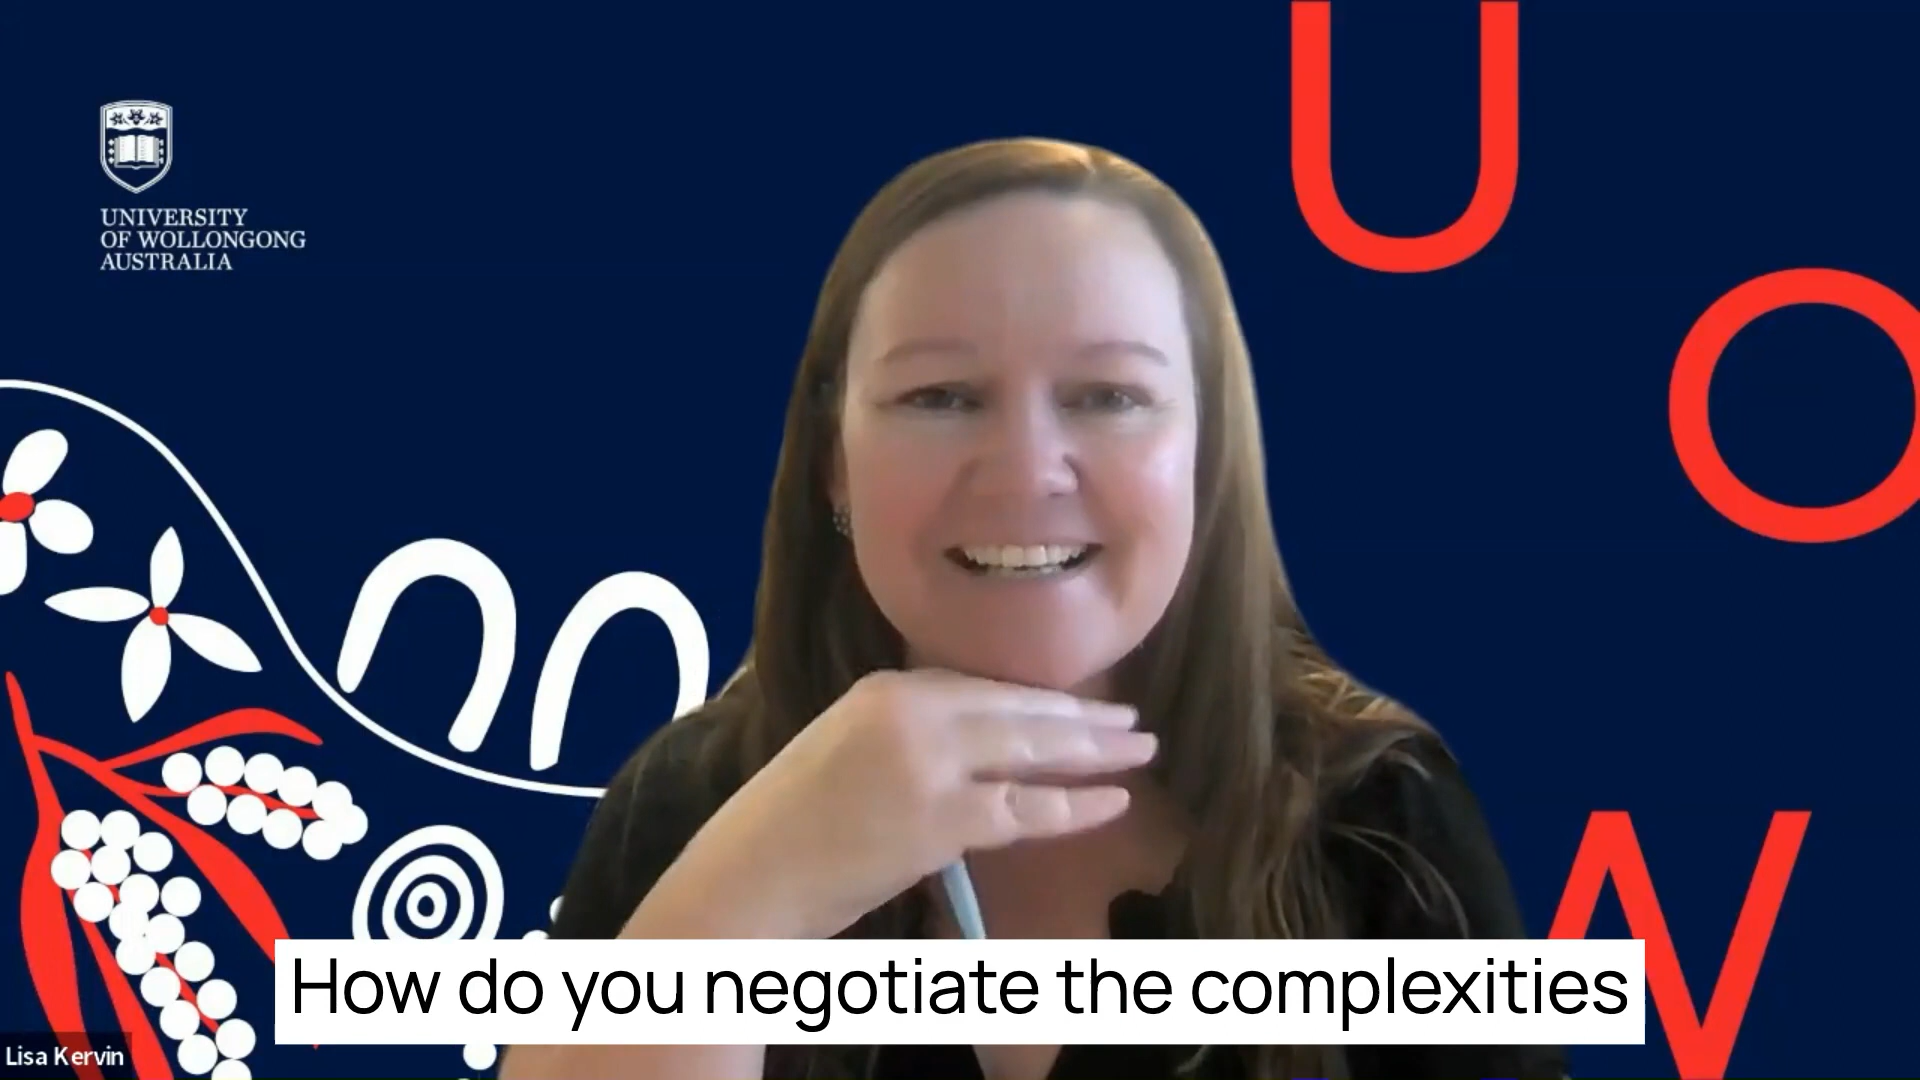 UNIVERSITY
OF WOLLONGONG
AUSTRALIA
U
O
W
How do you negotiate the complexities
Lisa Kervin